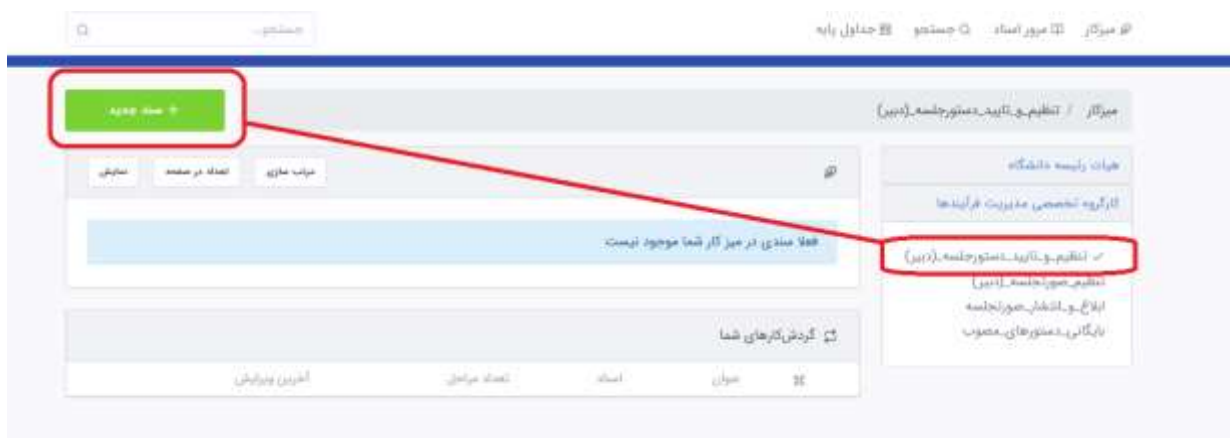 میزکار مرور اسناد جستجو جداول پایه جستجو...
میزکار / تنظیم_و_تایید_دستورجلسه_(دبیر)
+ سند جدید
هیات رئیسه دانشگاه
کارگروه تخصصی مدیریت فرآیندها
✓ تنظیم_و_تایید_دستورجلسه_(دبیر)
تنظیم_صورتجلسه_(دبیر)
ابلاغ_و_انتشار_صورتجلسه
بایگانی_دستورهای_مصوب
مرتب سازی تعداد در صفحه نمایش
فعلا سندی در میز کار شما موجود نیست
گردش‌کارهای شما
عنوان اسناد تعداد مراحل آخرین ویرایش